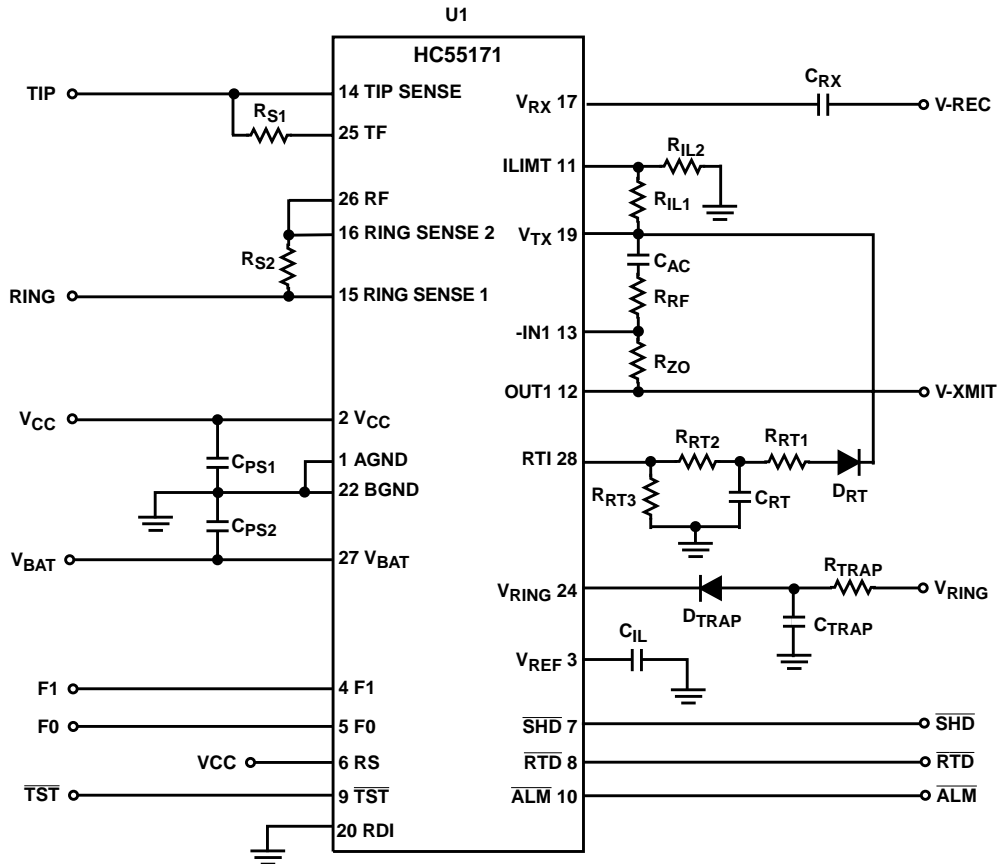 U1
HC55171
TIP
14 TIP SENSE
RS1
25 TF
26 RF
16 RING SENSE 2
RS2
RING
15 RING SENSE 1
VCC
2 VCC
CPS1
1 AGND
22 BGND
CPS2
VBAT
27 VBAT
F1
4 F1
F0
5 F0
VCC
6 RS
TST
9 TST
20 RDI
CRX
VRX 17
V-REC
RIL2
ILIMT 11
RIL1
VTX 19
CAC
RRF
-IN1 13
RZO
OUT1 12
V-XMIT
RRT2
RRT1
RTI 28
DRT
RRT3
CRT
RTRAP
VRING 24
VRING
DTRAP
CTRAP
CIL
VREF 3
SHD 7
SHD
RTD 8
RTD
ALM 10
ALM